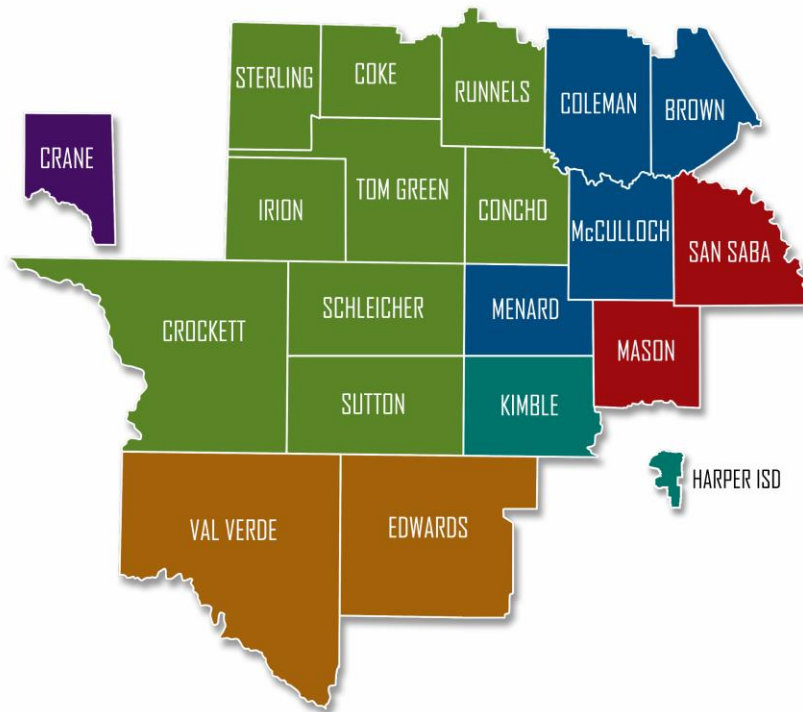 STERLING
COKE
RUNNELS
COLEMAN
BROWN
CRANE
IRION
TOM GREEN
CONCHO
McCULLOCH
SAN SABA
CROCKETT
SCHLEICHER
MENARD
MASON
SUTTON
KIMBLE
HARPER ISD
VAL VERDE
EDWARDS